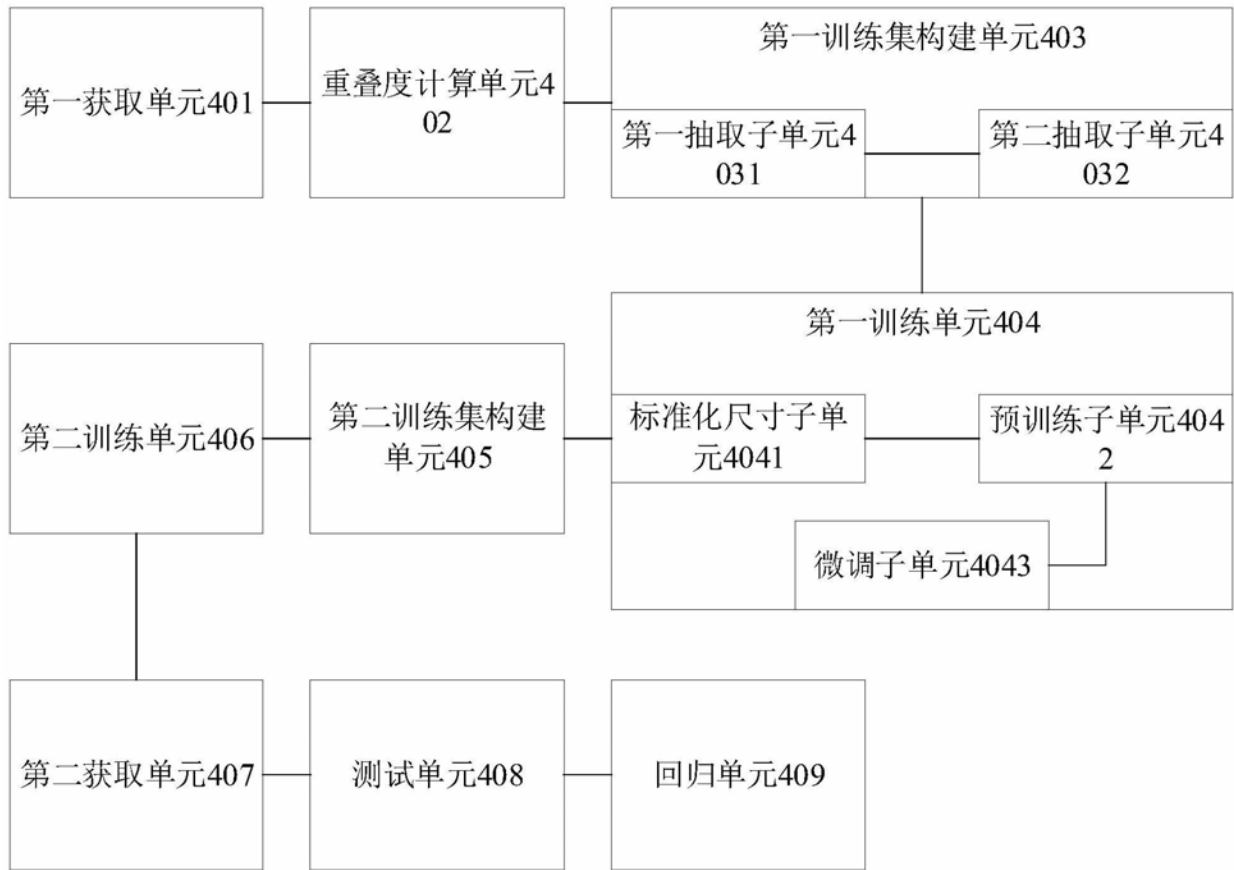 第一获取单元401
重叠度计算单元4
02
第一训练集构建单元403
第一抽取子单元4
031
第二抽取子单元4
032
第一训练单元404
第二训练单元406
第二训练集构建
单元405
标准化尺寸子单
元4041
预训练子单元404
2
微调子单元4043
第二获取单元407
测试单元408
回归单元409